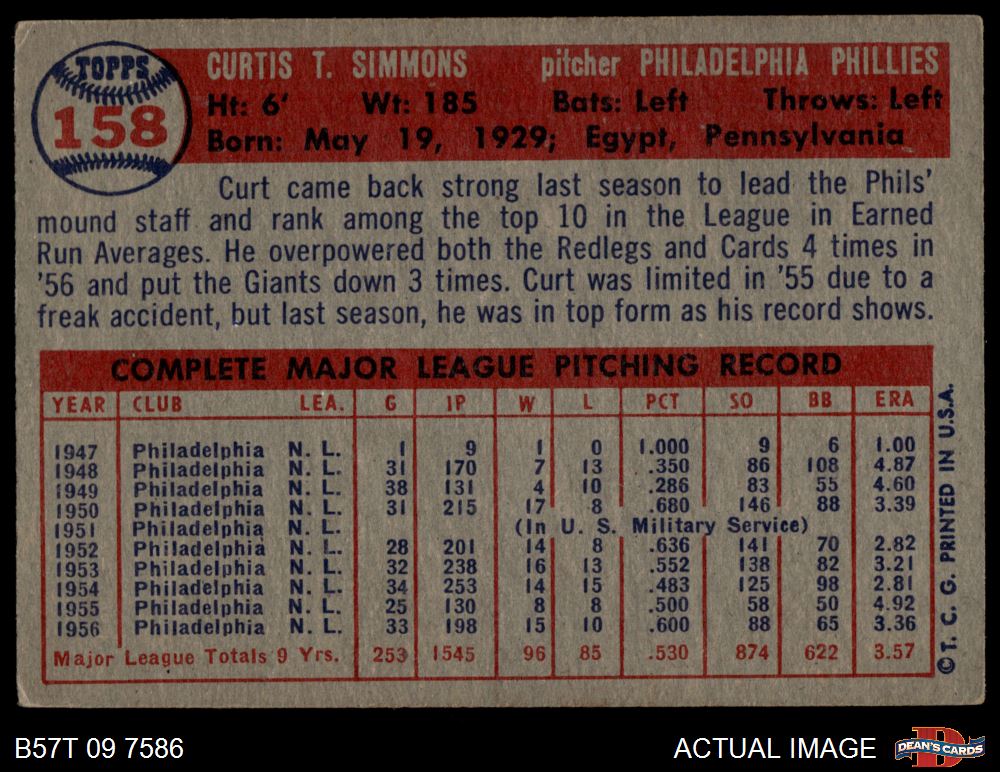 TOPPS
158
CURTIS T. SIMMONS pitcher PHILADELPHIA PHILLIES
Ht: 6' Wt: 185 Bats: Left Throws: Left
Born: May 19, 1929; Egypt, Pennsylvania
Curt came back strong last season to lead the Phils'
mound staff and rank among the top 10 in the League in Earned
Run Averages. He overpowered both the Redlegs and Cards 4 times in
'56 and put the Giants down 3 times. Curt was limited in '55 due to a
freak accident, but last season, he was in top form as his record shows.
COMPLETE MAJOR LEAGUE PITCHING RECORD
YEAR CLUB LEA. G IP W L PCT SO BB ERA
1947 Philadelphia N. L. 1 9 1 0 1.000 9 6 1.00
1948 Philadelphia N. L. 31 170 7 13 .350 86 108 4.87
1949 Philadelphia N. L. 38 131 4 10 .286 83 55 4.60
1950 Philadelphia N. L. 31 215 17 8 .680 146 88 3.39
1951 Philadelphia N. L. (In U. S. Military Service)
1952 Philadelphia N. L. 28 201 14 8 .636 141 70 2.82
1953 Philadelphia N. L. 32 238 16 13 .552 138 82 3.21
1954 Philadelphia N. L. 34 253 14 15 .483 125 98 2.81
1955 Philadelphia N. L. 25 130 8 8 .500 58 50 4.92
1956 Philadelphia N. L. 33 198 15 10 .600 88 65 3.36
Major League Totals 9 Yrs. 253 1545 96 85 .530 874 622 3.57
© T. C. G. PRINTED IN U.S.A.
B57T 09 7586 ACTUAL IMAGE
DEAN'S CARDS